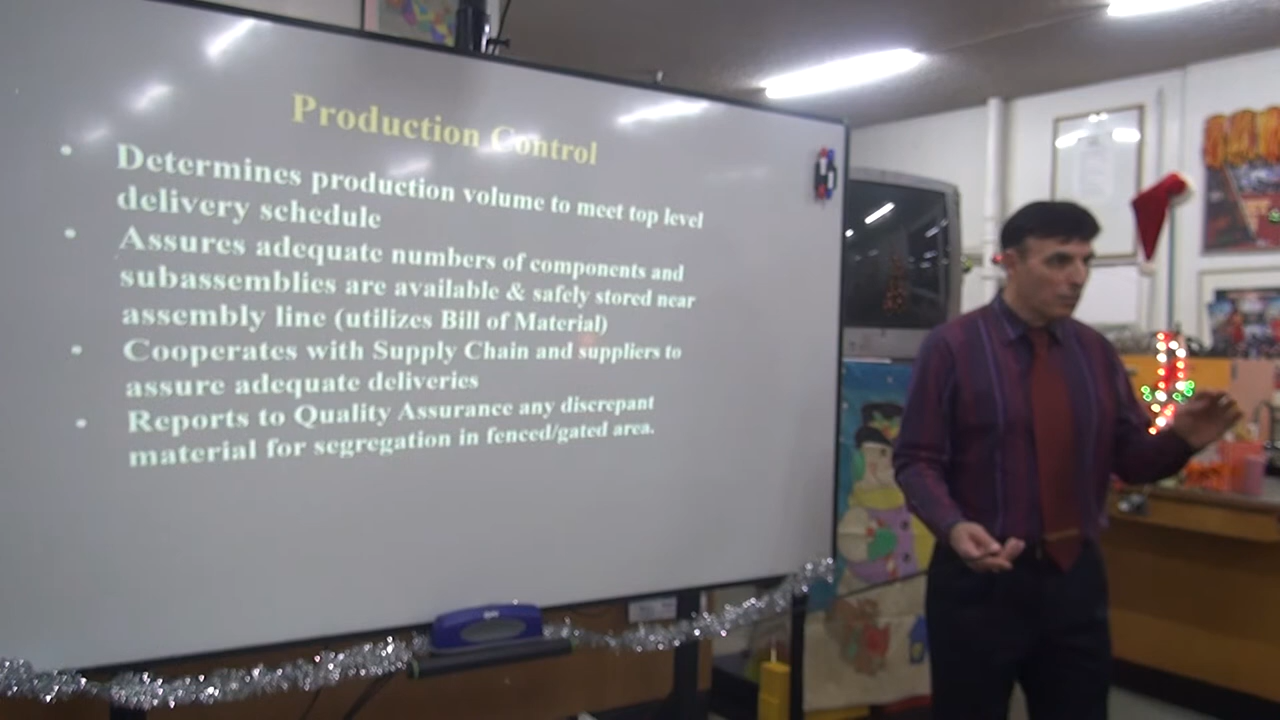 Production Control
• Determines production volume to meet top level
delivery schedule
• Assures adequate numbers of components and
subassemblies are available & safely stored near
assembly line (utilizes Bill of Material)
• Cooperates with Supply Chain and suppliers to
assure adequate deliveries
• Reports to Quality Assurance any discrepant
material for segregation in fenced/gated area.